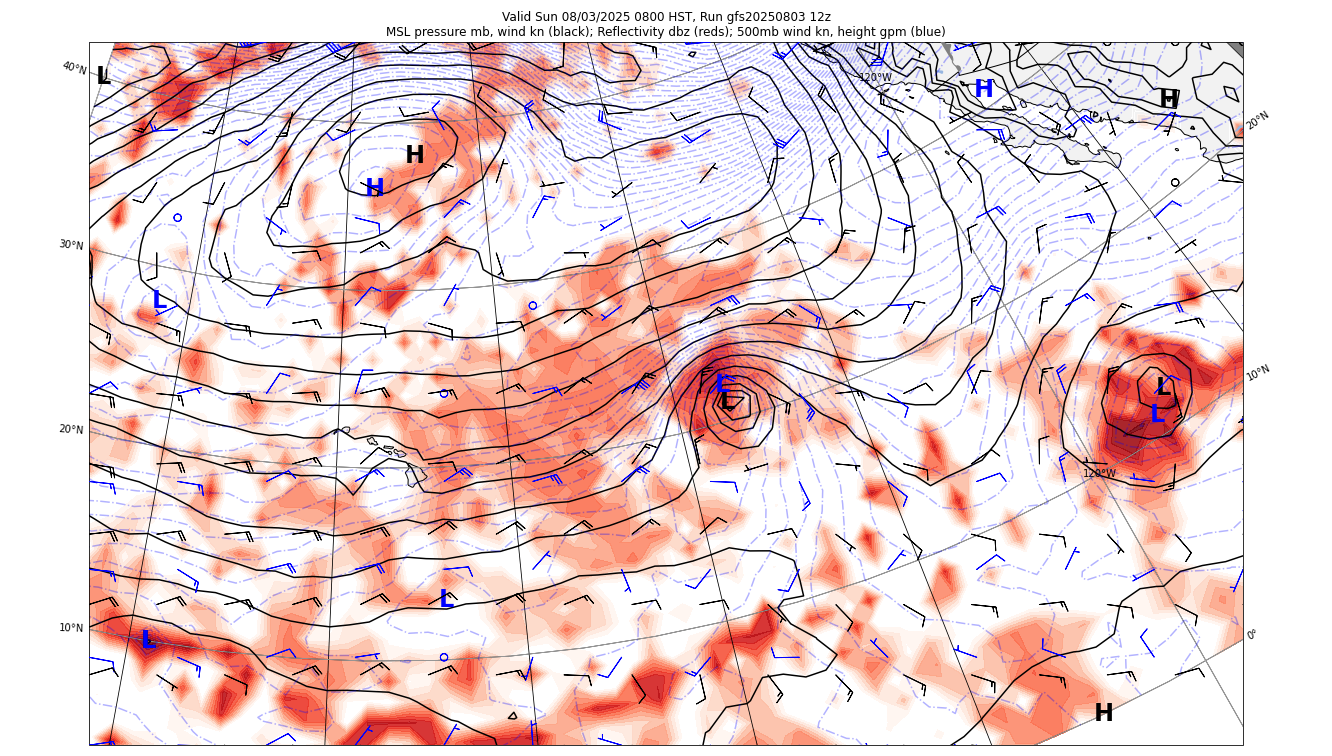 Valid Sun 08/03/2025 0800 HST, Run gfs20250803 12z
MSL pressure mb, wind kn (black); Reflectivity dbz (reds); 500mb wind kn, height gpm (blue)
40°N
L
120°W
H
H
20°N
H
H
30°N
L
10°N
L
L
L
L
20°N
120°W
L
10°N
L
0°
H